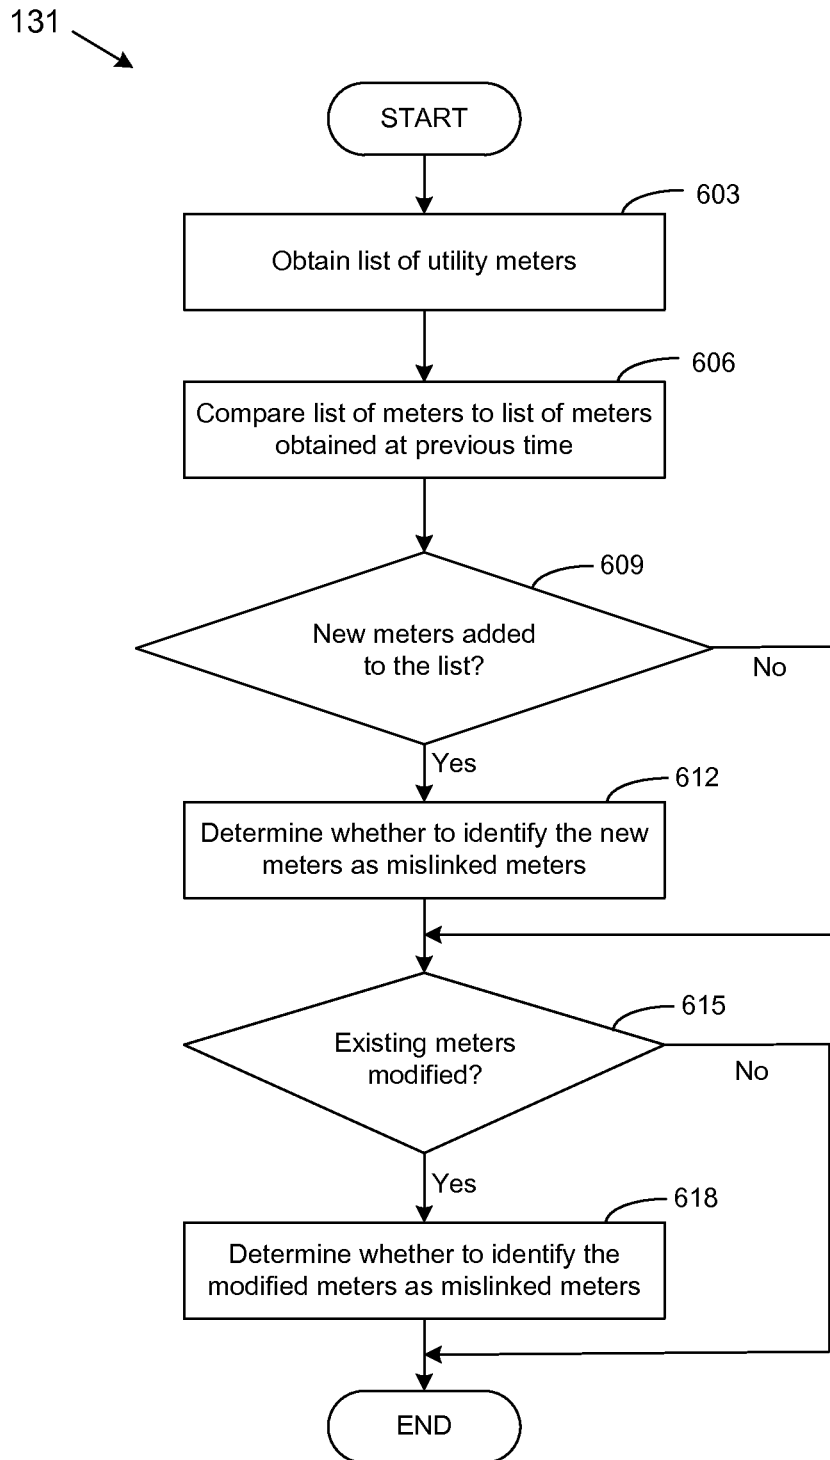 131
START
603
Obtain list of utility meters
606
Compare list of meters to list of meters
obtained at previous time
609
New meters added
to the list?
No
Yes
612
Determine whether to identify the new
meters as mislinked meters
615
Existing meters
modified?
No
Yes
618
Determine whether to identify the
modified meters as mislinked meters
END